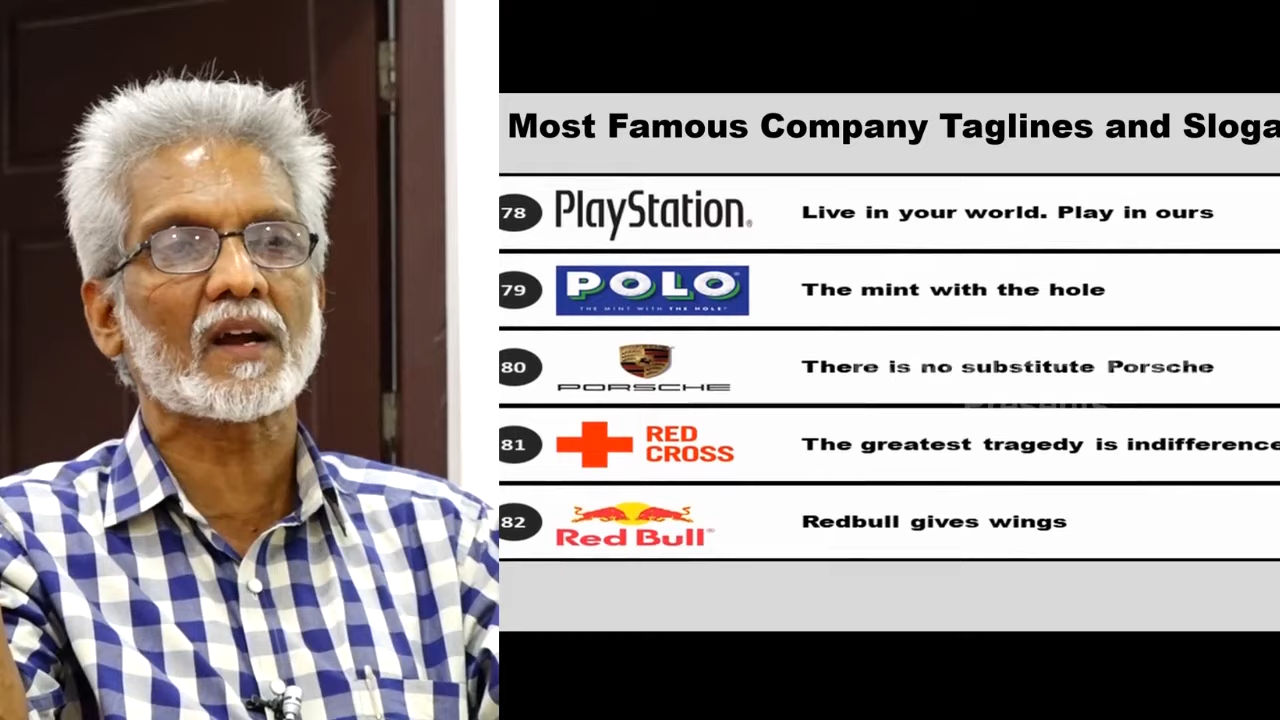 Most Famous Company Taglines and Sloga
78 PlayStation® Live in your world. Play in ours
79 POLO® The mint with the hole
THE MINT WITH THE HOLE
80 PORSCHE There is no substitute Porsche
Presents
81 RED CROSS The greatest tragedy is indifference
82 Red Bull® Redbull gives wings